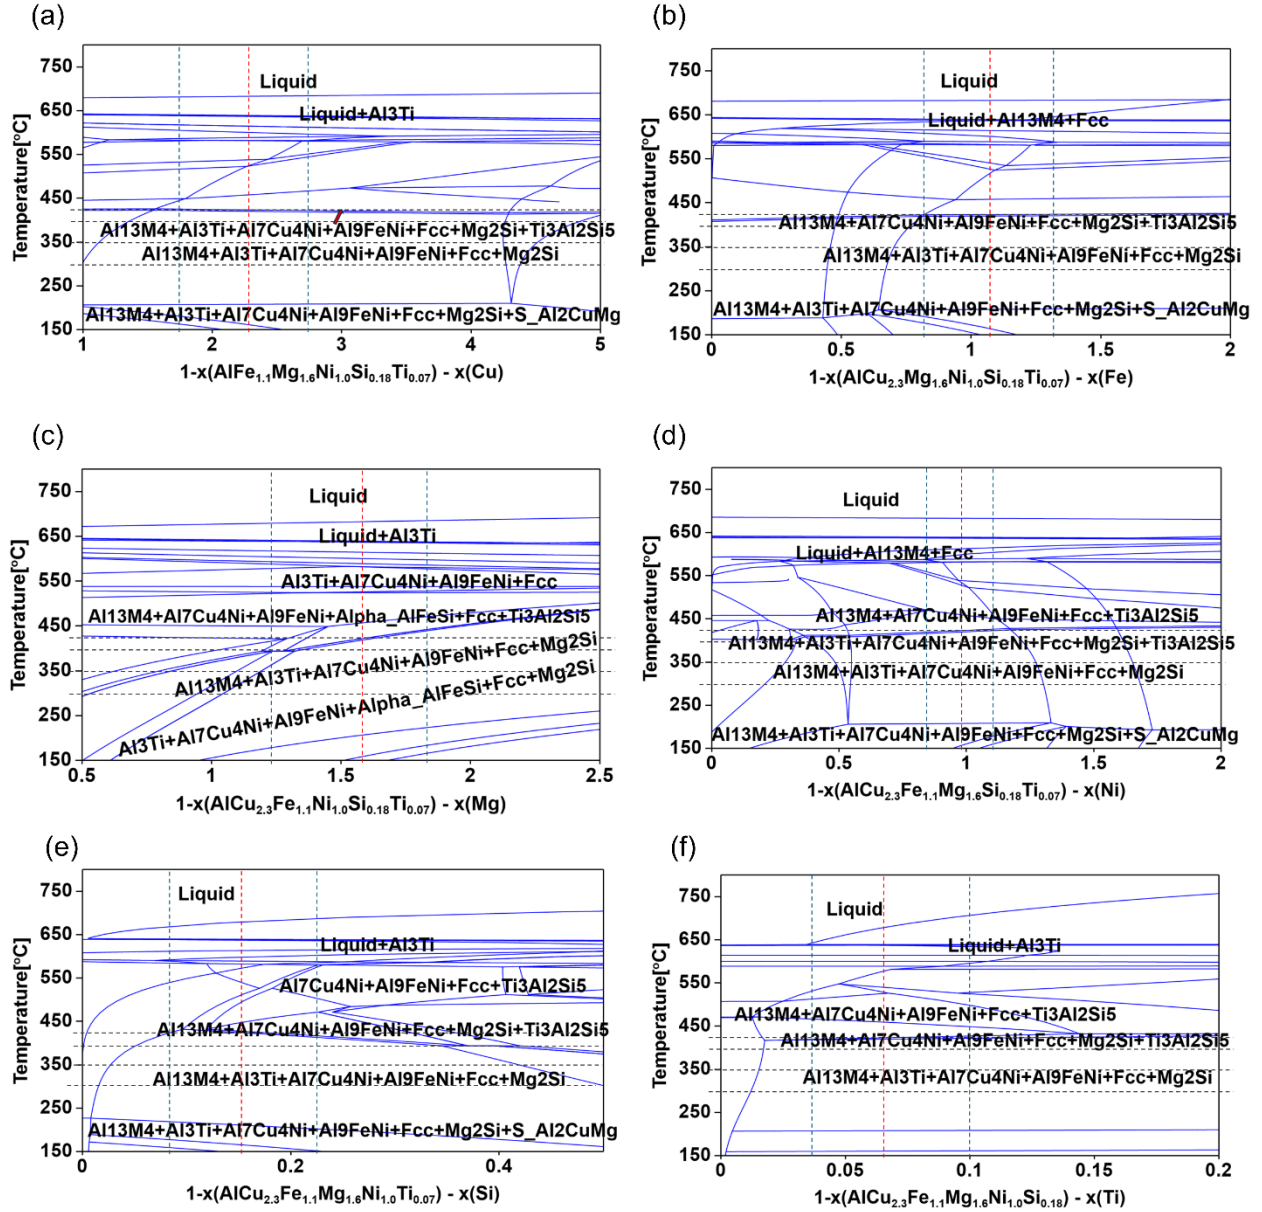 (a)
750
650
550
450
350
250
150
Temperature[°C]
Liquid
Liquid+Al3Ti
Al13M4+Al3Ti+Al7Cu4Ni+Al9FeNi+Fcc+Mg2Si+Ti3Al2Si5
Al13M4+Al3Ti+Al7Cu4Ni+Al9FeNi+Fcc+Mg2Si
Al13M4+Al3Ti+Al7Cu4Ni+Al9FeNi+Fcc+Mg2Si+S_Al2CuMg
1 2 3 4 5
1-x(AlFe1.1Mg1.6Ni1.0Si0.18Ti0.07) - x(Cu)
(b)
750
650
550
450
350
250
150
Temperature[°C]
Liquid
Liquid+Al13M4+Fcc
Al13M4+Al3Ti+Al7Cu4Ni+Al9FeNi+Fcc+Mg2Si+Ti3Al2Si5
Al13M4+Al3Ti+Al7Cu4Ni+Al9FeNi+Fcc+Mg2Si
Al13M4+Al3Ti+Al7Cu4Ni+Al9FeNi+Fcc+Mg2Si+S_Al2CuMg
0 0.5 1 1.5 2
1-x(AlCu2.3Mg1.6Ni1.0Si0.18Ti0.07) - x(Fe)
(c)
750
650
550
450
350
250
150
Temperature[°C]
Liquid
Liquid+Al3Ti
Al3Ti+Al7Cu4Ni+Al9FeNi+Fcc
Al13M4+Al7Cu4Ni+Al9FeNi+Alpha_AlFeSi+Fcc+Ti3Al2Si5
Al13M4+Al3Ti+Al7Cu4Ni+Al9FeNi+Fcc+Mg2Si
Al3Ti+Al7Cu4Ni+Al9FeNi+Alpha_AlFeSi+Fcc+Mg2Si
0.5 1 1.5 2 2.5
1-x(AlCu2.3Fe1.1Ni1.0Si0.18Ti0.07) - x(Mg)
(d)
750
650
550
450
350
250
150
Temperature[°C]
Liquid
Liquid+Al13M4+Fcc
Al13M4+Al7Cu4Ni+Al9FeNi+Fcc+Ti3Al2Si5
Al13M4+Al3Ti+Al7Cu4Ni+Al9FeNi+Fcc+Mg2Si+Ti3Al2Si5
Al13M4+Al3Ti+Al7Cu4Ni+Al9FeNi+Fcc+Mg2Si
Al13M4+Al3Ti+Al7Cu4Ni+Al9FeNi+Fcc+Mg2Si+S_Al2CuMg
0 0.5 1 1.5 2
1-x(AlCu2.3Fe1.1Mg1.6Si0.18Ti0.07) - x(Ni)
(e)
750
650
550
450
350
250
150
Temperature[°C]
Liquid
Liquid+Al3Ti
Al7Cu4Ni+Al9FeNi+Fcc+Ti3Al2Si5
Al13M4+Al7Cu4Ni+Al9FeNi+Fcc+Mg2Si+Ti3Al2Si5
Al13M4+Al3Ti+Al7Cu4Ni+Al9FeNi+Fcc+Mg2Si
Al13M4+Al3Ti+Al7Cu4Ni+Al9FeNi+Fcc+Mg2Si+S_Al2CuMg
0 0.2 0.4
1-x(AlCu2.3Fe1.1Mg1.6Ni1.0Ti0.07) - x(Si)
(f)
750
650
550
450
350
250
150
Temperature[°C]
Liquid
Liquid+Al3Ti
Al13M4+Al7Cu4Ni+Al9FeNi+Fcc+Ti3Al2Si5
Al13M4+Al7Cu4Ni+Al9FeNi+Fcc+Mg2Si+Ti3Al2Si5
Al13M4+Al3Ti+Al7Cu4Ni+Al9FeNi+Fcc+Mg2Si
0.05 0.1 0.15 0.2
1-x(AlCu2.3Fe1.1Mg1.6Ni1.0Si0.18) - x(Ti)